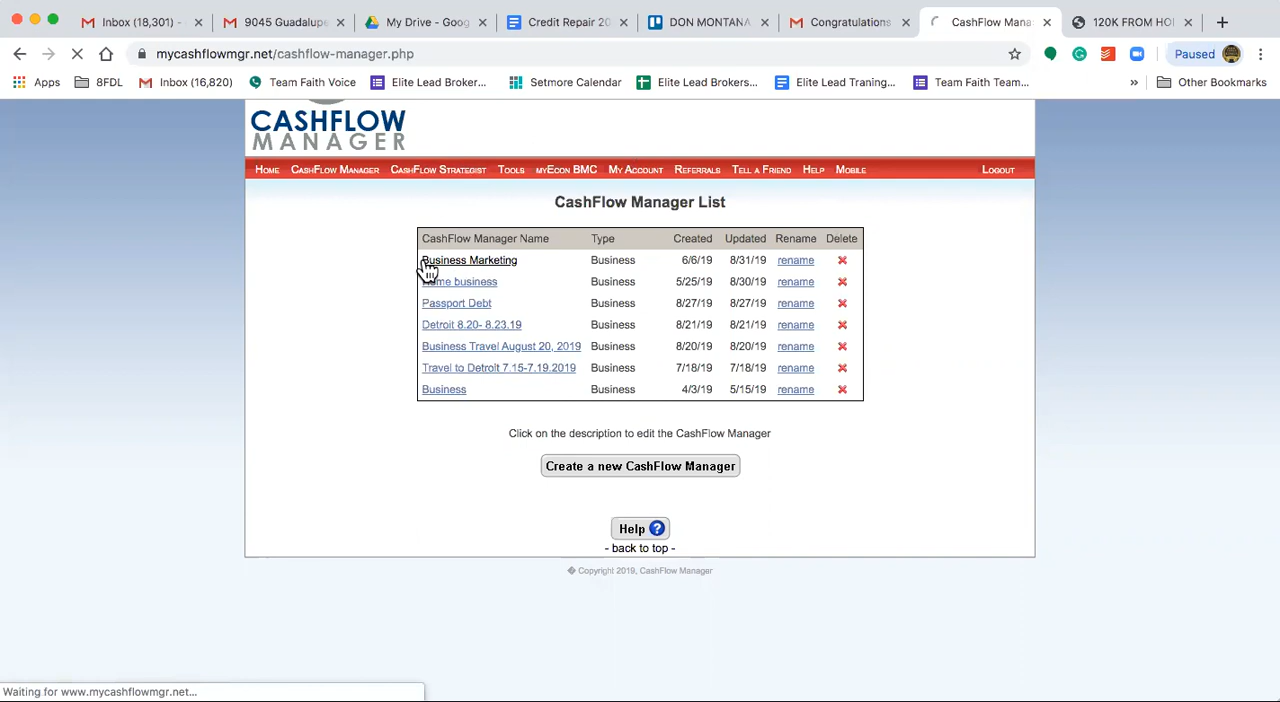 Inbox (18,301) -
9045 Guadalupe
My Drive - Goog
Credit Repair 20
DON MONTANA
Congratulations
CashFlow Mana
120K FROM HO
mycashflowmgr.net/cashflow-manager.php
Paused
Apps
8FDL
Inbox (16,820)
Team Faith Voice
Elite Lead Broker...
Setmore Calendar
Elite Lead Brokers...
Elite Lead Traning...
Team Faith Team...
»
Other Bookmarks
CASHFLOW
MANAGER
HOME CASHFLOW MANAGER CASHFLOW STRATEGIST TOOLS MYECON BMC MY ACCOUNT REFERRALS TELL A FRIEND HELP MOBILE LOGOUT
CashFlow Manager List
CashFlow Manager Name Type Created Updated Rename Delete
Business Marketing Business 6/6/19 8/31/19 rename
business Business 5/25/19 8/30/19 rename
Passport Debt Business 8/27/19 8/27/19 rename
Detroit 8.20- 8.23.19 Business 8/21/19 8/21/19 rename
Business Travel August 20, 2019 Business 8/20/19 8/20/19 rename
Travel to Detroit 7.15-7.19.2019 Business 7/18/19 7/18/19 rename
Business Business 4/3/19 5/15/19 rename
Click on the description to edit the CashFlow Manager
Create a new CashFlow Manager
Help ?
- back to top -
� Copyright 2019, CashFlow Manager
Waiting for www.mycashflowmgr.net...